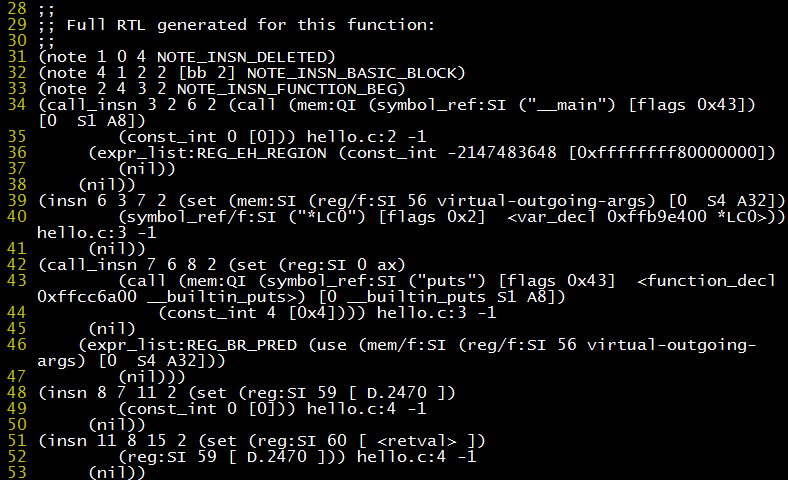 28 ;;
29 ;; Full RTL generated for this function:
30 ;;
31 (note 1 0 4 NOTE_INSN_DELETED)
32 (note 4 1 2 2 [bb 2] NOTE_INSN_BASIC_BLOCK)
33 (note 2 4 3 2 NOTE_INSN_FUNCTION_BEG)
34 (call_insn 3 2 6 2 (call (mem:QI (symbol_ref:SI ("__main") [flags 0x43])
[0  S1 A8])
35         (const_int 0 [0])) hello.c:2 -1
36      (expr_list:REG_EH_REGION (const_int -2147483648 [0xffffffff80000000])
37         (nil))
38     (nil))
39 (insn 6 3 7 2 (set (mem:SI (reg/f:SI 56 virtual-outgoing-args) [0  S4 A32])
40         (symbol_ref/f:SI ("*LC0") [flags 0x2]  <var_decl 0xffb9e400 *LC0>))
hello.c:3 -1
41      (nil))
42 (call_insn 7 6 8 2 (set (reg:SI 0 ax)
43         (call (mem:QI (symbol_ref:SI ("puts") [flags 0x43]  <function_decl
0xffcc6a00 __builtin_puts>) [0 __builtin_puts S1 A8])
44             (const_int 4 [0x4]))) hello.c:3 -1
45      (nil)
46     (expr_list:REG_BR_PRED (use (mem/f:SI (reg/f:SI 56 virtual-outgoing-
args) [0  S4 A32]))
47         (nil)))
48 (insn 8 7 11 2 (set (reg:SI 59 [ D.2470 ])
49         (const_int 0 [0])) hello.c:4 -1
50      (nil))
51 (insn 11 8 15 2 (set (reg:SI 60 [ <retval> ])
52         (reg:SI 59 [ D.2470 ])) hello.c:4 -1
53      (nil))